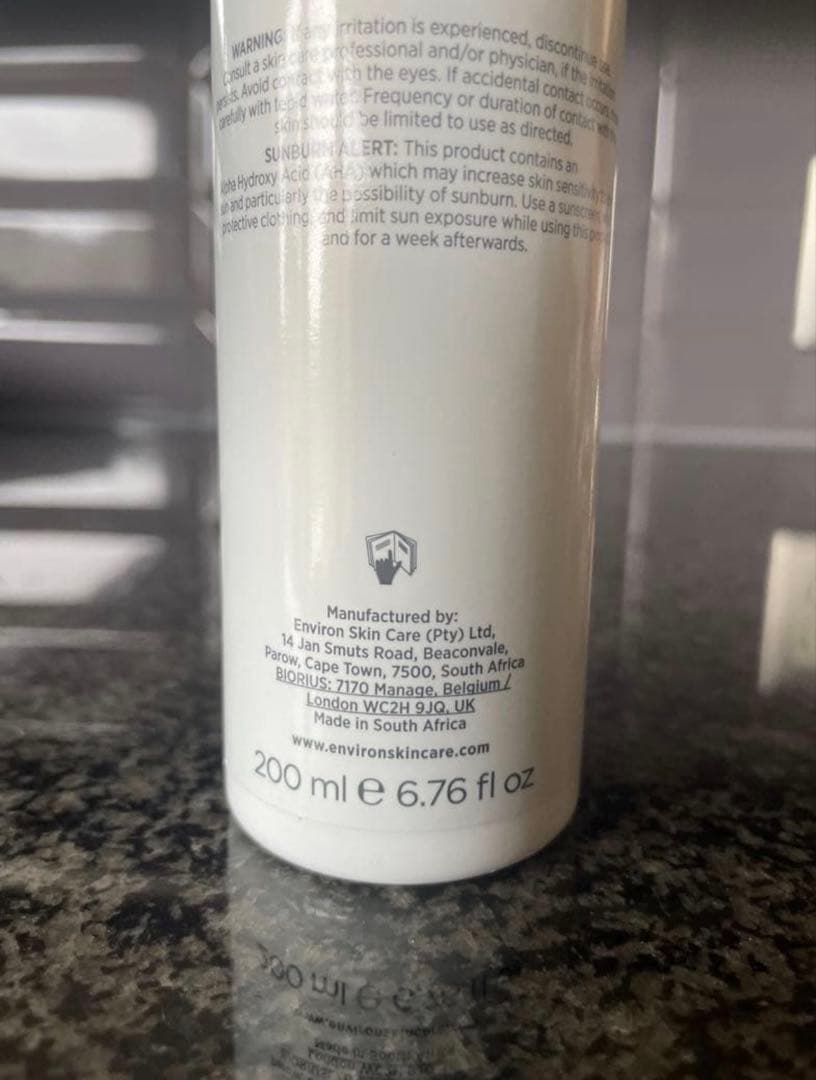 WARNING: If any irritation is experienced, discontinue use.
Consult a skin care professional and/or physician, if the irritation
persists. Avoid contact with the eyes. If accidental contact occurs,
carefully with tepid water. Frequency or duration of contact with the
skin should be limited to use as directed.
SUNBURN ALERT: This product contains an
Alpha Hydroxy Acid (AHA) which may increase skin sensitivity
sun and particularly the possibility of sunburn. Use a sunscreen,
protective clothing, and limit sun exposure while using this product
and for a week afterwards.
Manufactured by:
Environ Skin Care (Pty) Ltd,
14 Jan Smuts Road, Beaconvale,
Parow, Cape Town, 7500, South Africa
BIORIUS: 7170 Manage, Belgium /
London WC2H 9JQ, UK
Made in South Africa
www.environskincare.com
200 ml e 6.76 fl oz